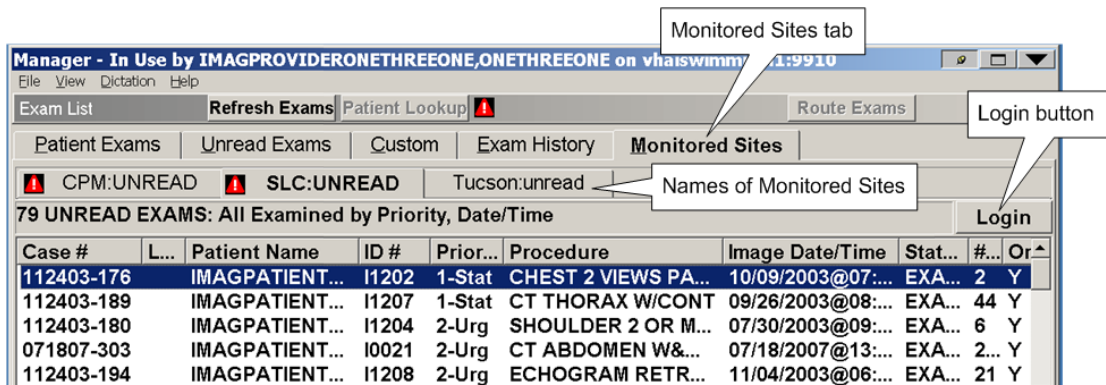 Monitored Sites tab
Manager - In Use by IMAGPROVIDERONETHREEONE,ONETHREEONE on
File View Dictation Help
Exam List Refresh Exams Patient Lookup Route Exams
Login button
Patient Exams Unread Exams Custom Exam History Monitored Sites
CPM:UNREAD SLC:UNREAD Tucson:unread
Names of Monitored Sites
79 UNREAD EXAMS: All Examined by Priority, Date/Time Login
Case # L... Patient Name ID # Prior... Procedure Image Date/Time Stat... #... Or
112403-176 IMAGPATIENT... I1202 1-Stat CHEST 2 VIEWS PA... 10/09/2003@07:... EXA... 2 Y
112403-189 IMAGPATIENT... I1207 1-Stat CT THORAX W/CONT 09/26/2003@08:... EXA... 44 Y
112403-180 IMAGPATIENT... I1204 2-Urg SHOULDER 2 OR M... 07/30/2003@09:... EXA... 6 Y
071807-303 IMAGPATIENT... I0021 2-Urg CT ABDOMEN W&... 07/18/2007@13:... EXA... 2... Y
112403-194 IMAGPATIENT... I1208 2-Urg ECHOGRAM RETR... 11/04/2003@06:... EXA... 21 Y